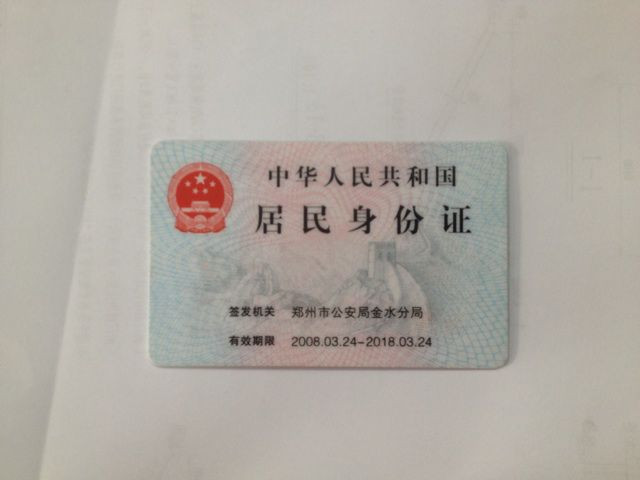 中华人民共和国
居民身份证
签发机关 郑州市公安局金水分局
有效期限 2008.03.24-2018.03.24